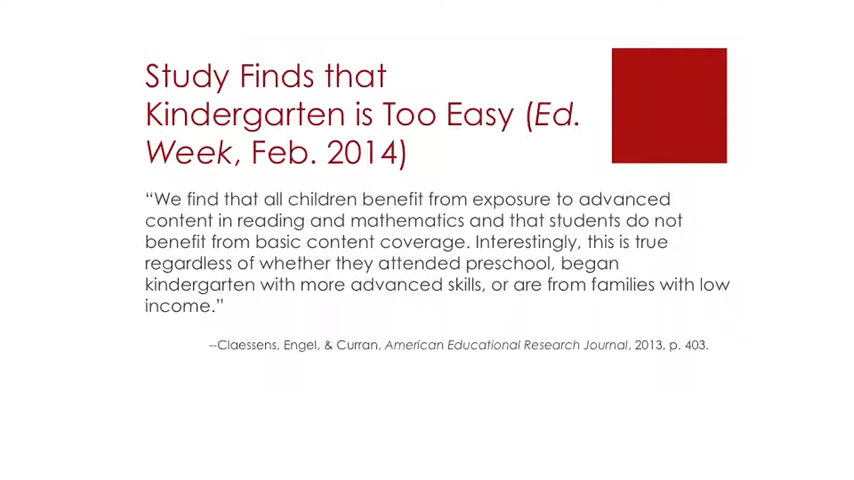 Study Finds that
Kindergarten is Too Easy (Ed.
Week, Feb. 2014)
“We find that all children benefit from exposure to advanced
content in reading and mathematics and that students do not
benefit from basic content coverage. Interestingly, this is true
regardless of whether they attended preschool, began
kindergarten with more advanced skills, or are from families with low
income.”
--Claessens, Engel, & Curran, American Educational Research Journal, 2013, p. 403.